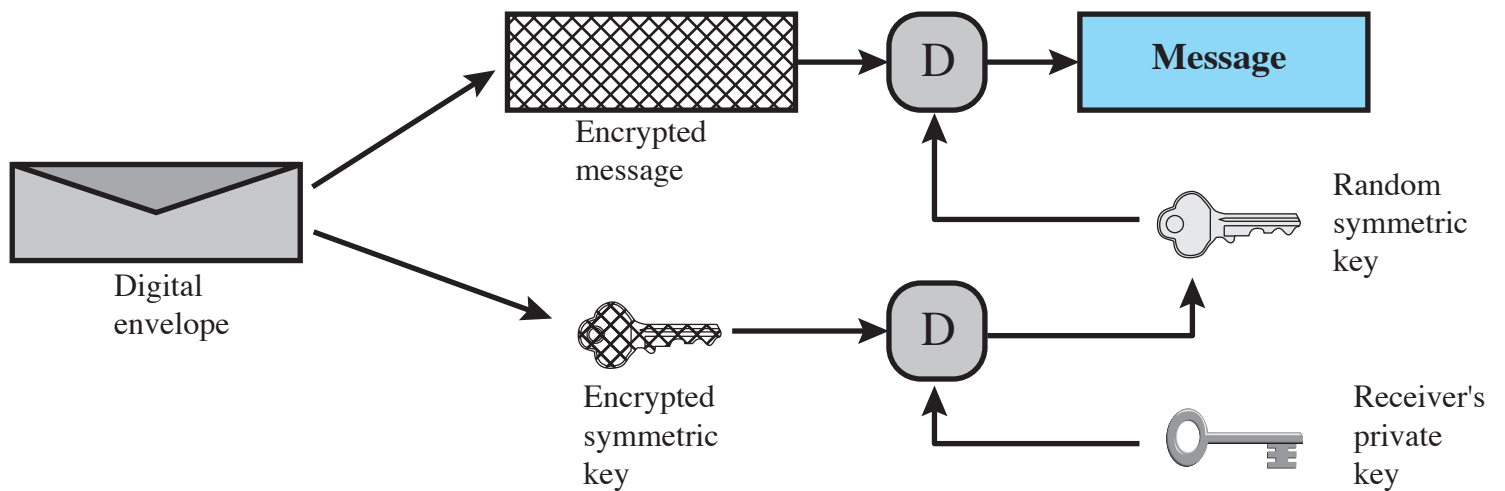 D
Message
Encrypted
message
Random
symmetric
key
Digital
envelope
D
Encrypted
symmetric
key
Receiver's
private
key